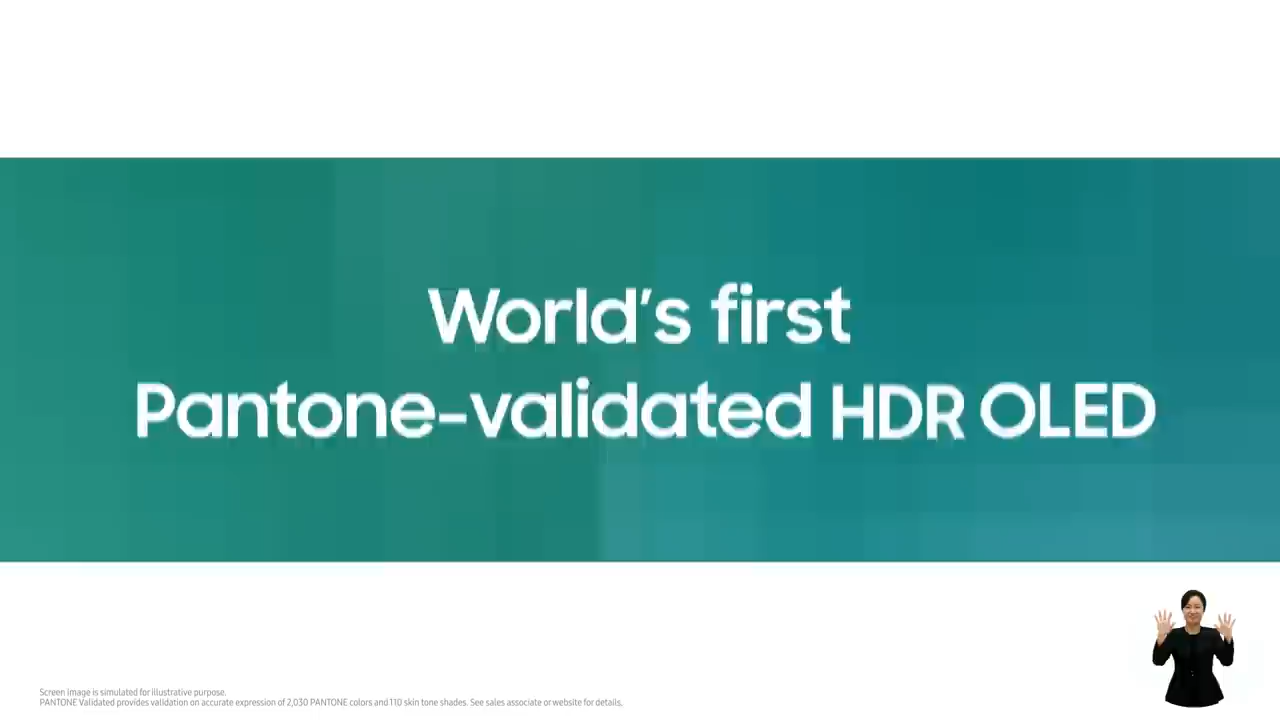 World's first
Pantone-validated HDR OLED
Screen image is simulated for illustrative purpose.
PANTONE Validated provides validation on accurate expression of 2,030 PANTONE colors and 110 skin tone shades. See sales associate or website for details.